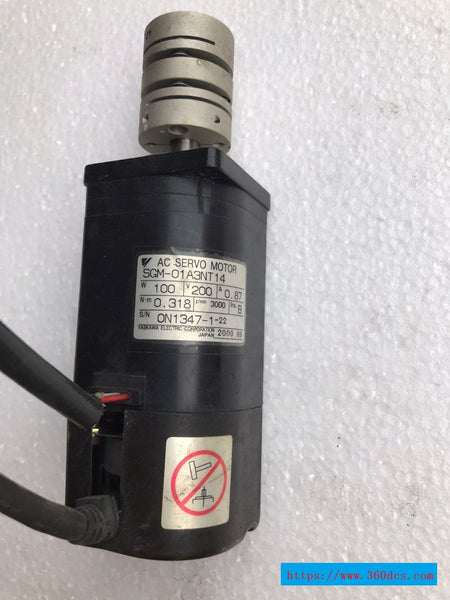 AC SERVO MOTOR
SGM-01A3NT14
W 100 V 200 A 0.87
N·m 0.318 r/min 3000 Ins. B
S/N 0N1347-1-22
YASKAWA ELECTRIC CORPORATION
JAPAN 2000.09
https://www.360dcs.com